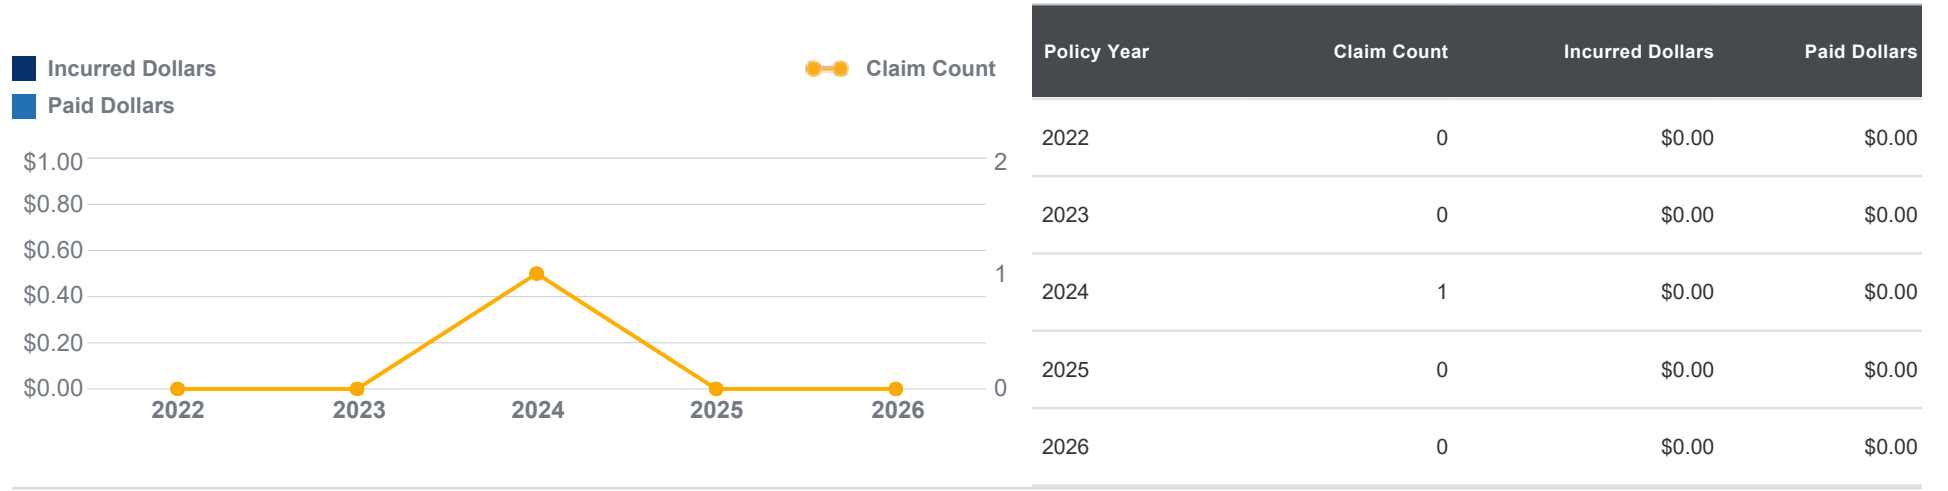 Incurred Dollars
Paid Dollars
Claim Count
$1.00
$0.80
$0.60
$0.40
$0.20
$0.00
2
1
0
2022 2023 2024 2025 2026
Policy Year Claim Count Incurred Dollars Paid Dollars
2022 0 $0.00 $0.00
2023 0 $0.00 $0.00
2024 1 $0.00 $0.00
2025 0 $0.00 $0.00
2026 0 $0.00 $0.00